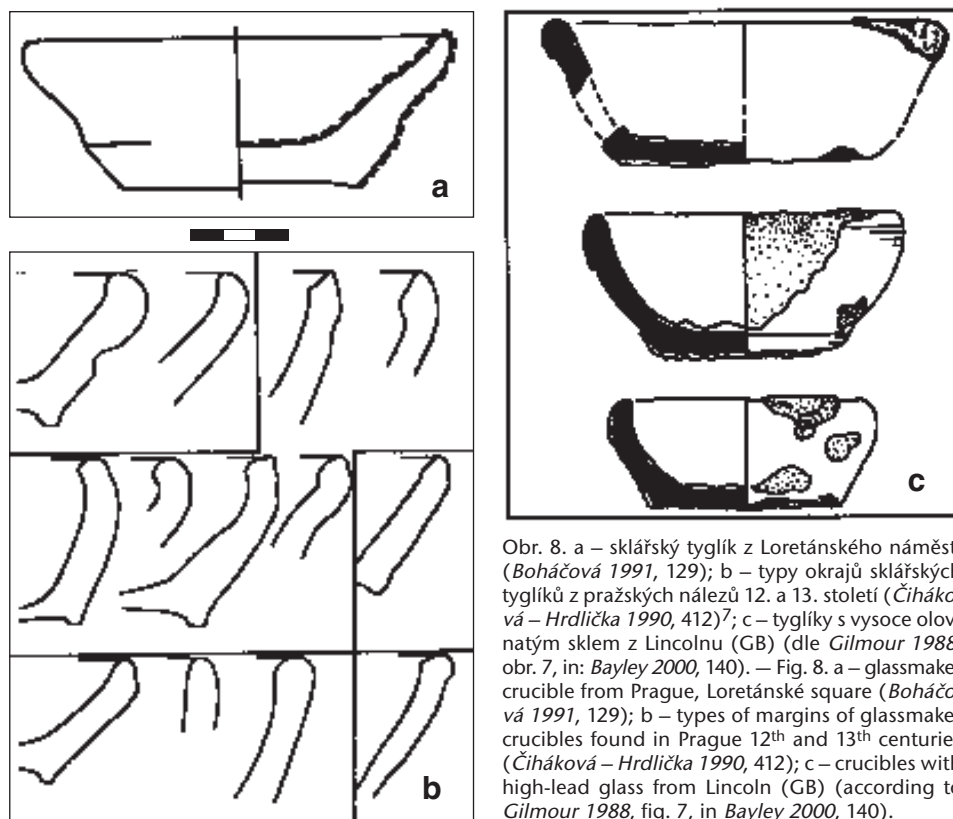 a
b
c
Obr. 8. a – sklářský tyglík z Loretánského náměst
(Boháčová 1991, 129); b – typy okrajů sklářských
tyglíků z pražských nálezů 12. a 13. století (Čiháko
vá – Hrdlička 1990, 412)⁷; c – tyglíky s vysoce olov
natým sklem z Lincolnu (GB) (dle Gilmour 1988
obr. 7, in: Bayley 2000, 140). — Fig. 8. a – glassmake
crucible from Prague, Loretánské square (Boháčo
vá 1991, 129); b – types of margins of glassmake
crucibles found in Prague 12th and 13th centurie
(Čiháková – Hrdlička 1990, 412); c – crucibles with
high-lead glass from Lincoln (GB) (according to
Gilmour 1988, fig. 7, in Bayley 2000, 140).